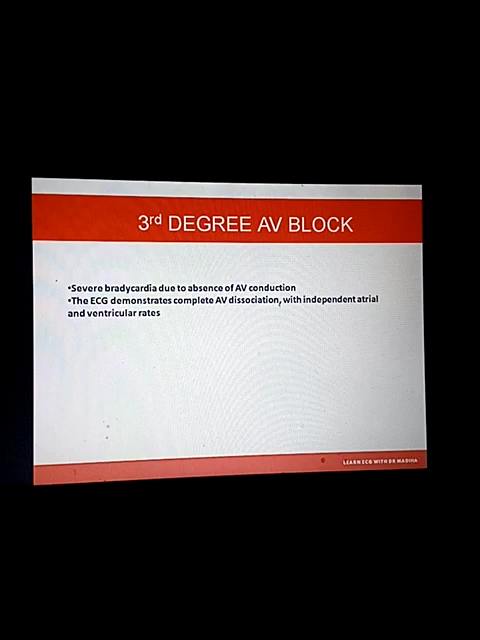 3rd DEGREE AV BLOCK
•Severe bradycardia due to absence of AV conduction
•The ECG demonstrates complete AV dissociation, with independent atrial
and ventricular rates
LEARN ECG WITH DR MADIHA